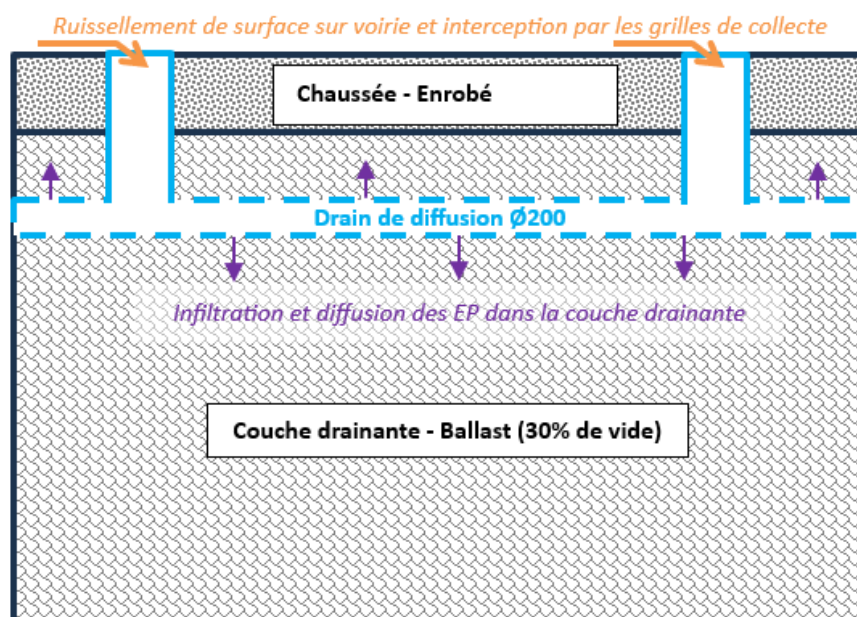 Ruissellement de surface sur voirie et interception par les grilles de collecte
Chaussée - Enrobé
Drain de diffusion Ø200
Infiltration et diffusion des EP dans la couche drainante
Couche drainante - Ballast (30% de vide)